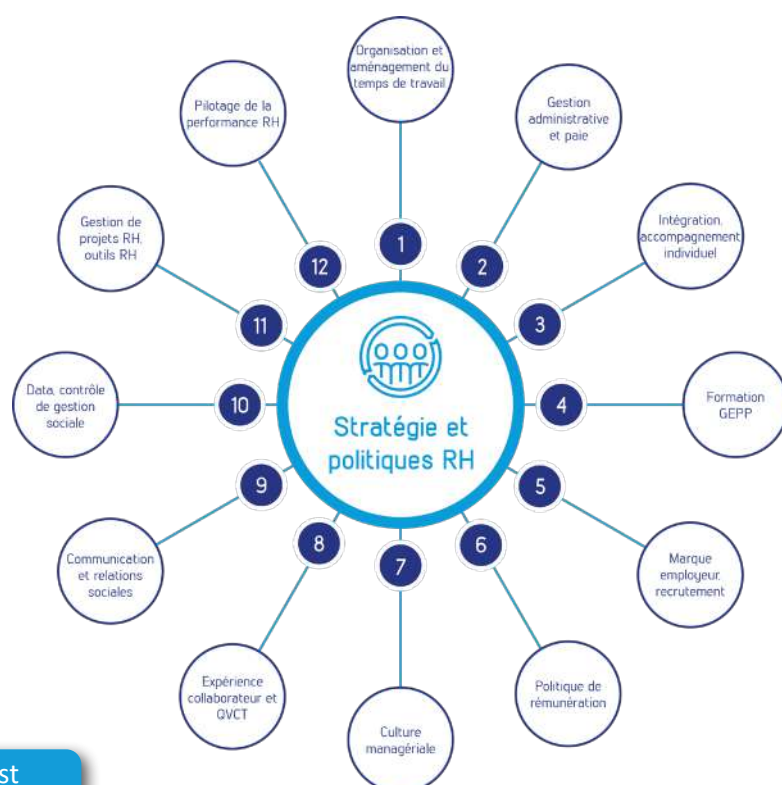 Stratégie et
politiques RH
1
Organisation et
aménagement du
temps de travail
2
Gestion
administrative
et paie
3
Intégration,
accompagnement
individuel
4
Formation
GEPP
5
Marque
employeur,
recrutement
6
Politique de
rémunération
7
Culture
managériale
8
Expérience
collaborateur et
QVCT
9
Communication
et relations
sociales
10
Data, contrôle
de gestion
sociale
11
Gestion de
projets RH,
outils RH
12
Pilotage de la
performance RH
st